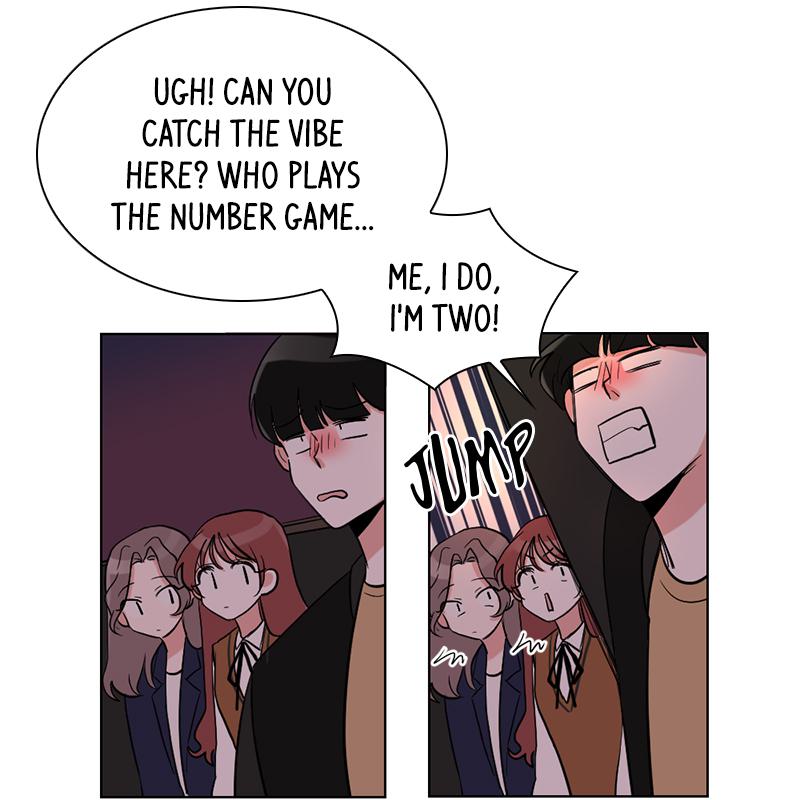 UGH! CAN YOU
CATCH THE VIBE
HERE? WHO PLAYS
THE NUMBER GAME...
ME, I DO,
I'M TWO!
JUMP